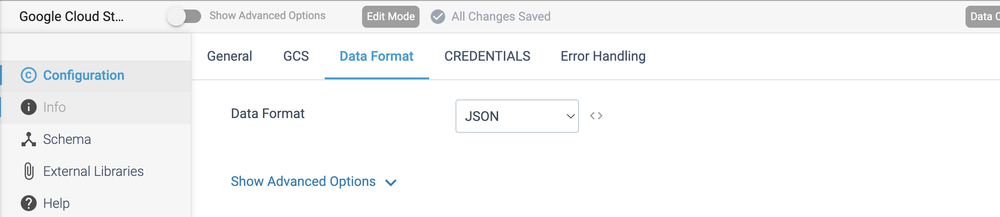 Google Cloud St...
Show Advanced Options
Edit Mode
All Changes Saved
Data
Configuration
Info
Schema
External Libraries
Help
General
GCS
Data Format
CREDENTIALS
Error Handling
Data Format
JSON
Show Advanced Options